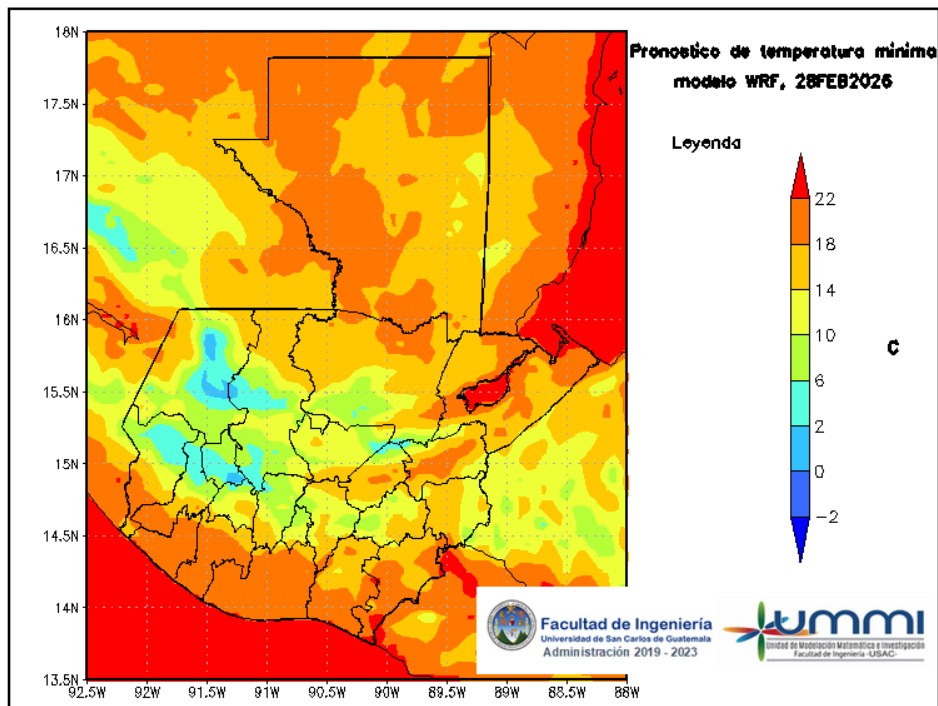 Pronostico de temperatura minima
modelo WRF, 28FEB2026
Leyenda
22
18
14
10
6
2
0
-2
C
18N
17.5N
17N
16.5N
16N
15.5N
15N
14.5N
14N
13.5N
92.5W
92W
91.5W
91W
90.5W
90W
89.5W
89W
88.5W
88W
Facultad de Ingeniería
Universidad de San Carlos de Guatemala
Administración 2019 - 2023
ummi
Unidad de Modelación Matemática e Investigación
Facultad de Ingeniería -USAC-